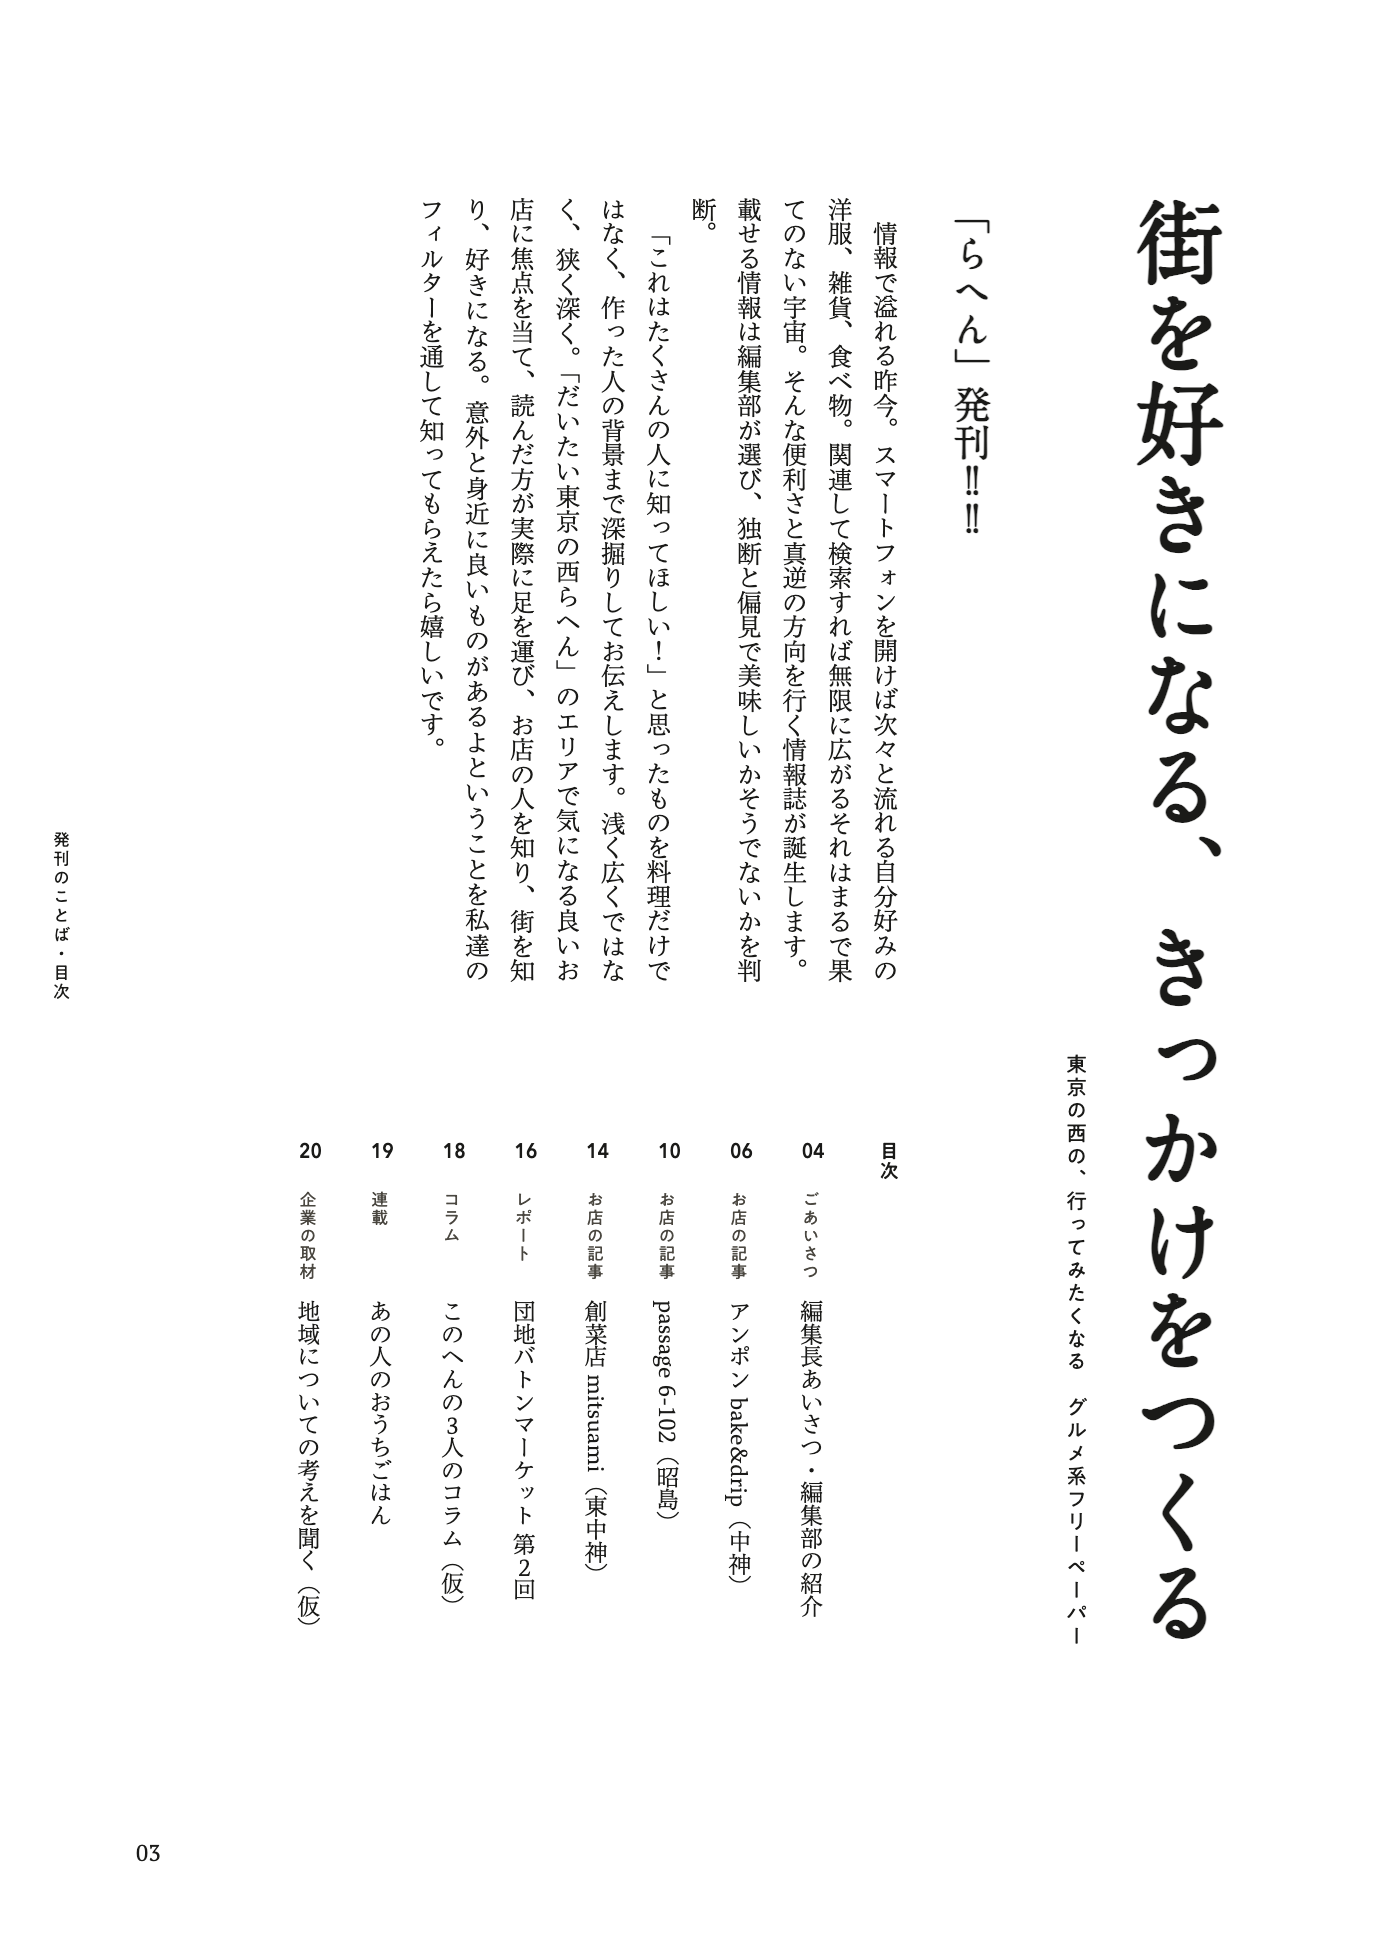 街を好きになる、きっかけをつくる
東京の西の、行ってみたくなる　グルメ系フリーペーパー
「らへん」発刊!!!!
　情報で溢れる昨今。スマートフォンを開けば次々と流れる自分好みの
洋服、雑貨、食べ物。関連して検索すれば無限に広がるそれはまるで果
てのない宇宙。そんな便利さと真逆の方向を行く情報誌が誕生します。
載せる情報は編集部が選び、独断と偏見で美味しいかそうでないかを判
断。
　「これはたくさんの人に知ってほしい！」と思ったものを料理だけで
はなく、作った人の背景まで深掘りしてお伝えします。浅く広くではな
く、狭く深く。「だいたい東京の西らへん」のエリアで気になる良いお
店に焦点を当て、読んだ方が実際に足を運び、お店の人を知り、街を知
り、好きになる。意外と身近に良いものがあるよということを私達の
フィルターを通して知ってもらえたら嬉しいです。
目次
04 ごあいさつ 編集長あいさつ・編集部の紹介
06 お店の記事 アンポン bake&drip（中神）
10 お店の記事 passage 6-102（昭島）
14 お店の記事 創菜店 mitsuami（東中神）
16 レポート 団地バトンマーケット 第2回
18 コラム このへんの3人のコラム（仮）
19 連載 あの人のおうちごはん
20 企業の取材 地域についての考えを聞く（仮）
発刊のことば・目次
03